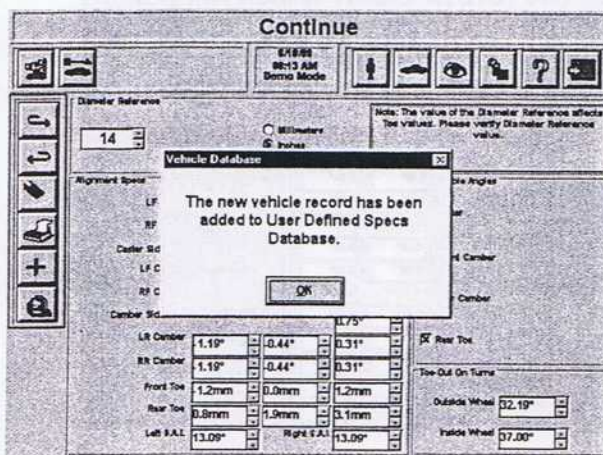 Continue
08:13 AM
Demo Mode
Diameter Reference
14
Millimeters
Inches
Note: The value of the Diameter Reference affects
Toe values. Please verify Diameter Reference
value.
Vehicle Database
The new vehicle record has been
added to User Defined Specs
Database.
OK
Alignment Specs
LF
RF
Caster
LF C
RF C
Camber
0.75°
LR Camber 1.19° -0.44° 0.31°
RR Camber 1.19° -0.44° 0.31°
Front Toe -1.2mm 0.0mm 1.2mm
Rear Toe 0.8mm 1.9mm 3.1mm
Left S.A.I. 13.09° Right S.A.I. 13.09°
Angles
Camber
Camber
Rear Toe
Toe-Out On Turns
Outside Wheel 32.19°
Inside Wheel 37.00°